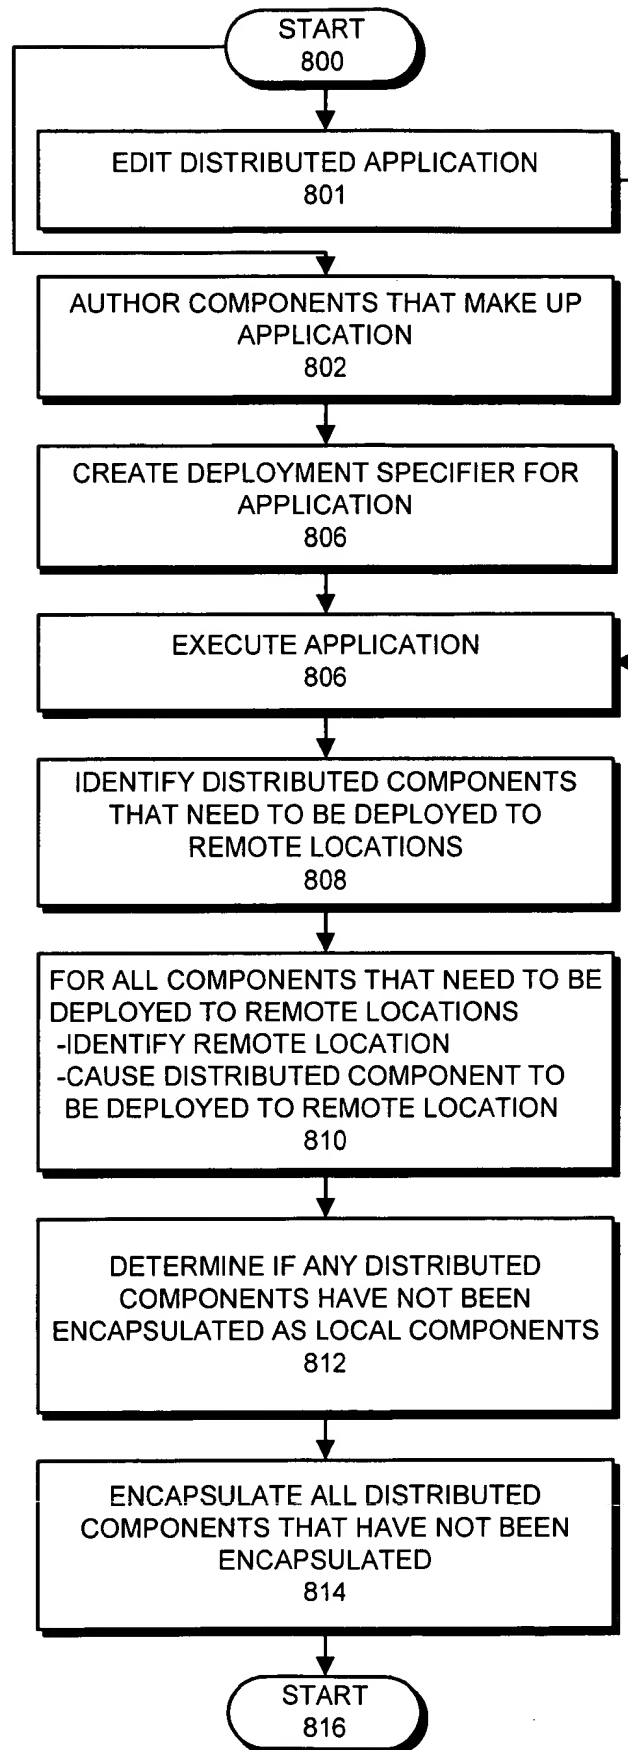 START
800
EDIT DISTRIBUTED APPLICATION
801
AUTHOR COMPONENTS THAT MAKE UP
APPLICATION
802
CREATE DEPLOYMENT SPECIFIER FOR
APPLICATION
806
EXECUTE APPLICATION
806
IDENTIFY DISTRIBUTED COMPONENTS
THAT NEED TO BE DEPLOYED TO
REMOTE LOCATIONS
808
FOR ALL COMPONENTS THAT NEED TO BE
DEPLOYED TO REMOTE LOCATIONS
-IDENTIFY REMOTE LOCATION
-CAUSE DISTRIBUTED COMPONENT TO
BE DEPLOYED TO REMOTE LOCATION
810
DETERMINE IF ANY DISTRIBUTED
COMPONENTS HAVE NOT BEEN
ENCAPSULATED AS LOCAL COMPONENTS
812
ENCAPSULATE ALL DISTRIBUTED
COMPONENTS THAT HAVE NOT BEEN
ENCAPSULATED
814
START
816